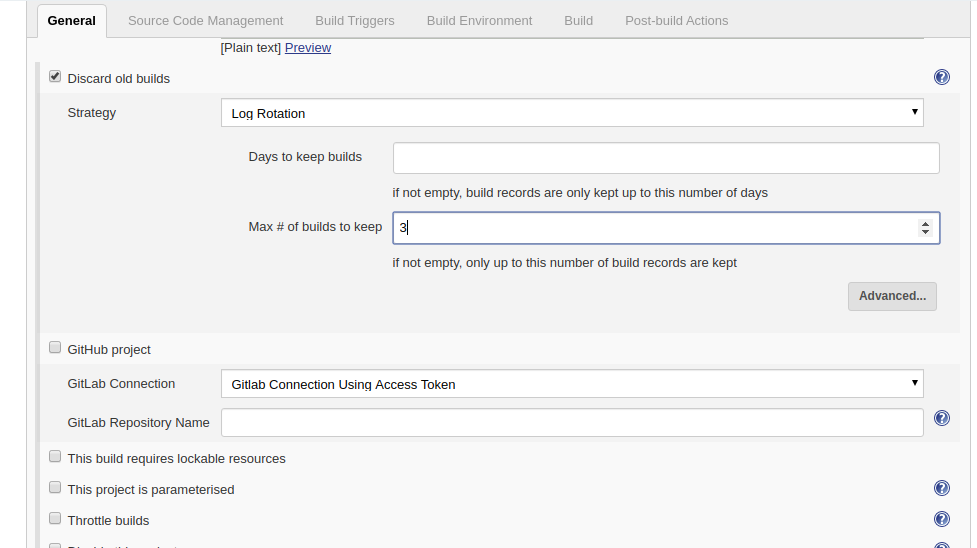 General Source Code Management Build Triggers Build Environment Build Post-build Actions
[Plain text] Preview
Discard old builds
Strategy Log Rotation
Days to keep builds
if not empty, build records are only kept up to this number of days
Max # of builds to keep 3
if not empty, only up to this number of build records are kept
Advanced...
GitHub project
GitLab Connection Gitlab Connection Using Access Token
GitLab Repository Name
This build requires lockable resources
This project is parameterised
Throttle builds